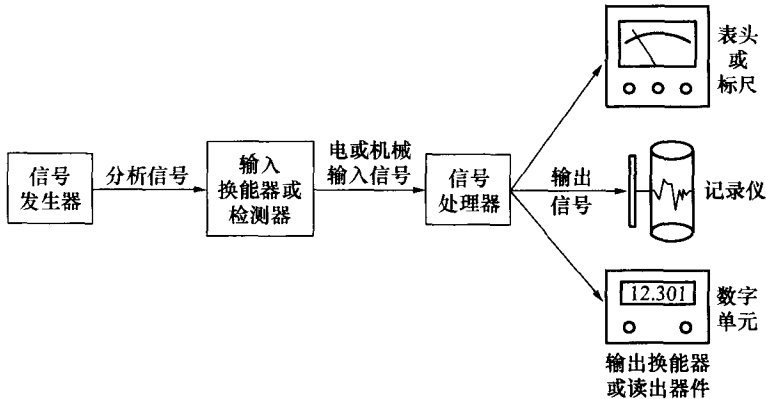 信号
发生器
分析信号
输入
换能器或
检测器
电或机械
输入信号
信号
处理器
输出
信号
表头
或
标尺
记录仪
12.301
数字
单元
输出换能器
或读出器件